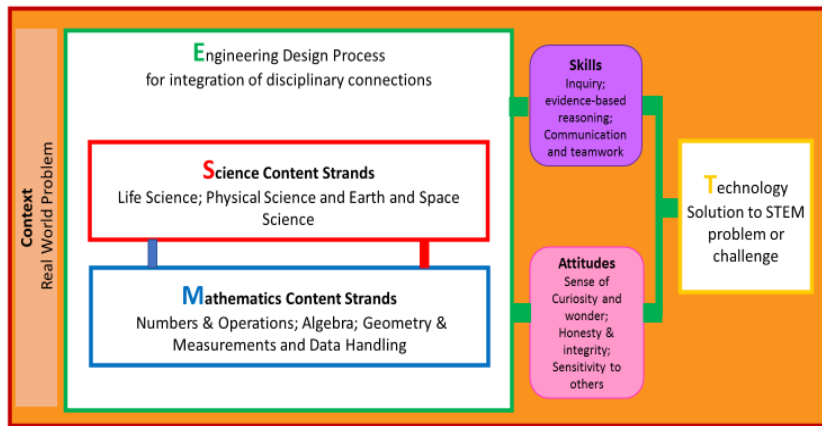 Context
Real World Problem
Engineering Design Process
for integration of disciplinary connections
Science Content Strands
Life Science; Physical Science and Earth and Space
Science
Mathematics Content Strands
Numbers & Operations; Algebra; Geometry &
Measurements and Data Handling
Skills
Inquiry;
evidence-based
reasoning;
Communication
and teamwork
Attitudes
Sense of
Curiosity and
wonder;
Honesty &
integrity;
Sensitivity to
others
Technology
Solution to STEM
problem or
challenge